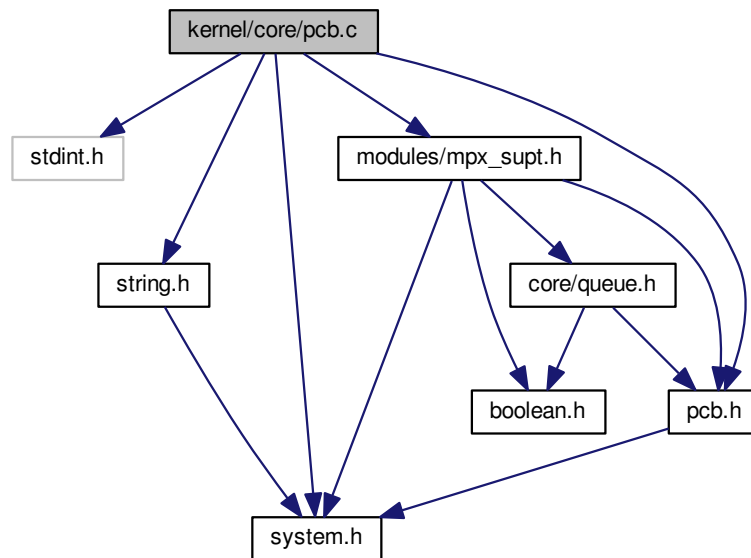 kernel/core/pcb.c
stdint.h
modules/mpx_supt.h
string.h
core/queue.h
boolean.h
pcb.h
system.h